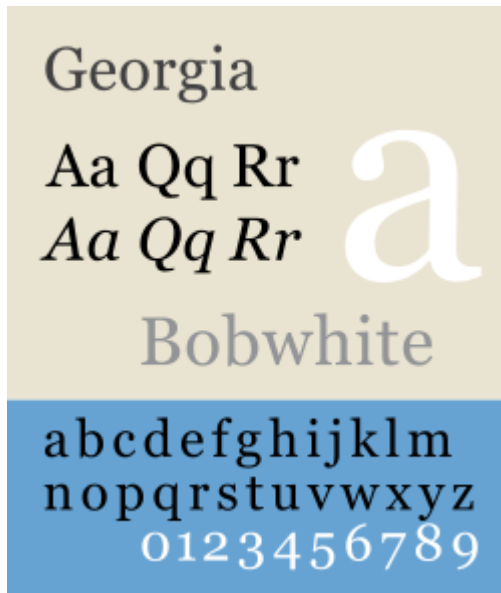 Georgia
Aa Qq Rr
Aa Qq Rr
a
Bobwhite
abcdefghijklm
nopqrstuvwxyz
0123456789